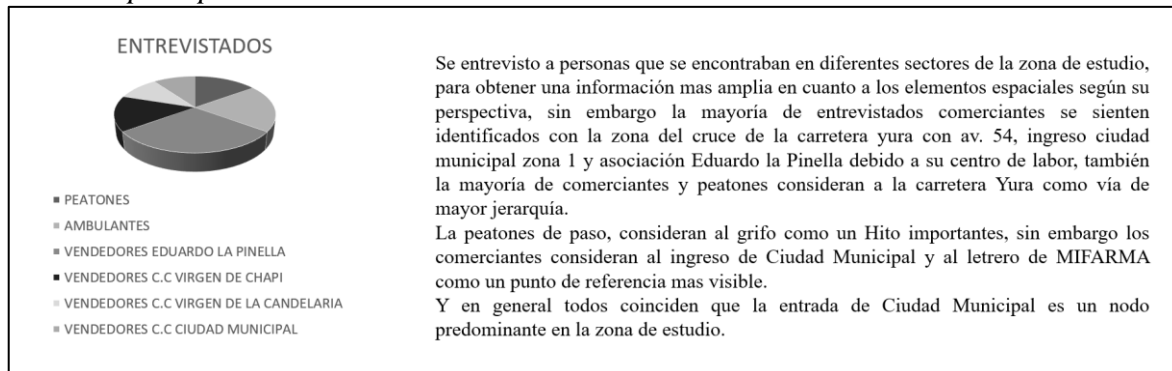 ENTREVISTADOS
■ PEATONES
■ AMBULANTES
■ VENDEDORES EDUARDO LA PINELLA
■ VENDEDORES C.C VIRGEN DE CHAPI
■ VENDEDORES C.C VIRGEN DE LA CANDELARIA
■ VENDEDORES C.C CIUDAD MUNICIPAL
Se entrevisto a personas que se encontraban en diferentes sectores de la zona de estudio,
para obtener una información mas amplia en cuanto a los elementos espaciales según su
perspectiva, sin embargo la mayoría de entrevistados comerciantes se sienten
identificados con la zona del cruce de la carretera yura con av. 54, ingreso ciudad
municipal zona 1 y asociación Eduardo la Pinella debido a su centro de labor, también
la mayoría de comerciantes y peatones consideran a la carretera Yura como vía de
mayor jerarquía.
La peatones de paso, consideran al grifo como un Hito importantes, sin embargo los
comerciantes consideran al ingreso de Ciudad Municipal y al letrero de MIFARMA
como un punto de referencia mas visible.
Y en general todos coinciden que la entrada de Ciudad Municipal es un nodo
predominante en la zona de estudio.